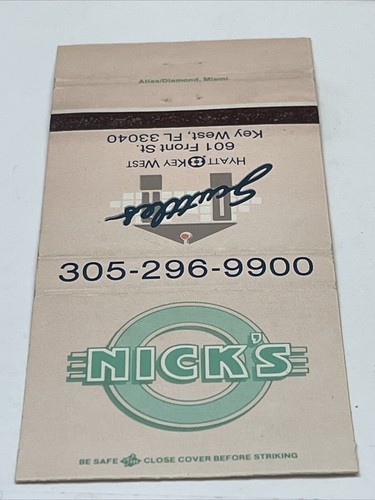 Atlas/Diamond, Miami
601 Front St.
Key West, FL 33040
HYATT KEY WEST
Scuttles
305-296-9900
NICK'S
BE SAFE CLOSE COVER BEFORE STRIKING